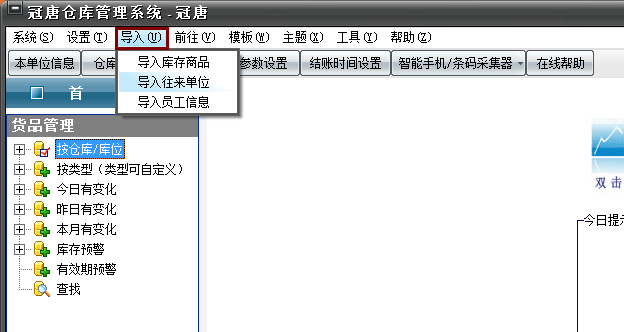 冠唐仓库管理系统 - 冠唐
系统(S) 设置(T) 导入(U) 前往(V) 模板(W) 主题(X) 工具(Y) 帮助(Z)
本单位信息 仓库 参数设置 结账时间设置 智能手机/条码采集器 在线帮助
导入库存商品
导入往来单位
导入员工信息
首
货品管理
按仓库/库位
按类型（类型可自定义）
今日有变化
昨日有变化
本月有变化
库存预警
有效期预警
查找
双击
今日提示